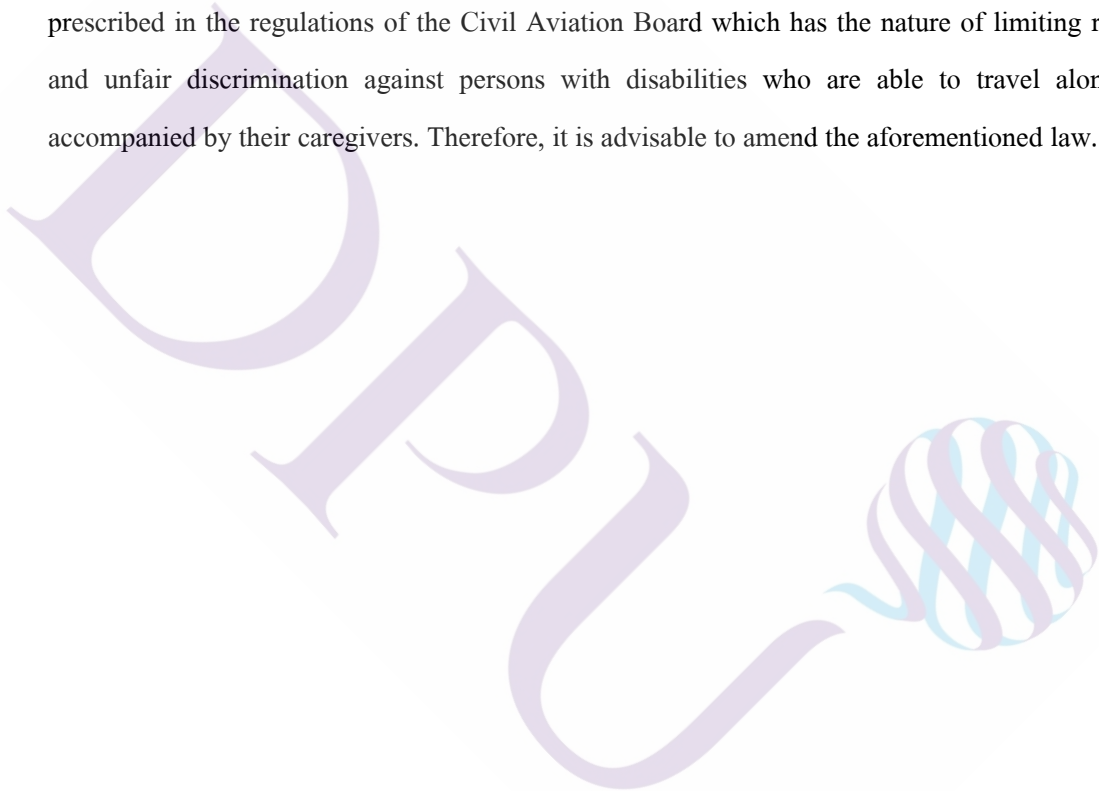 prescribed in the regulations of the Civil Aviation Board which has the nature of limiting
and unfair discrimination against persons with disabilities who are able to travel
accompanied by their caregivers. Therefore, it is advisable to amend the aforementioned law.
DPU